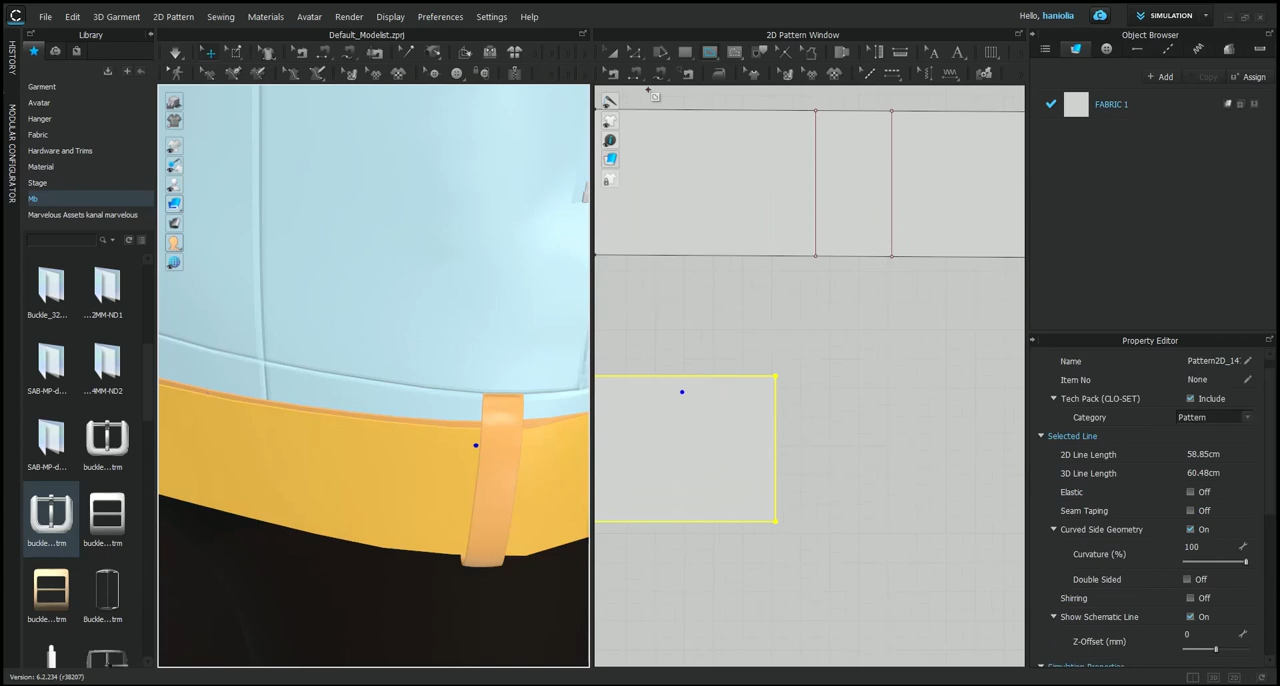 File Edit 3D Garment 2D Pattern Sewing Materials Avatar Render Display Preferences Settings Help
Hello, haniolia SIMULATION
Library
Default_Modelist.zprj
2D Pattern Window
Object Browser
HISTORY
MODULAR CONFIGURATOR
Garment
Avatar
Hanger
Fabric
Hardware and Trims
Material
Stage
Mb
Marvelous Assets kanal marvelous
Buckle_32... ...2MM-ND1
SAB-MP-d... ...4MM-ND2
SAB-MP-d... buckle...trm
buckle...trm buckle...trm
buckle...trm buckle...trm
+ Add Copy Assign
FABRIC 1
Property Editor
Name Pattern2D_14
Item No None
Tech Pack (CLO-SET) Include
Category Pattern
Selected Line
2D Line Length 58.85cm
3D Line Length 60.48cm
Elastic Off
Seam Taping Off
Curved Side Geometry On
Curvature (%) 100
Double Sided Off
Shirring Off
Show Schematic Line On
Z-Offset (mm) 0
Simulation Properties
Version: 6.2.234 (r38207)
3D 2D